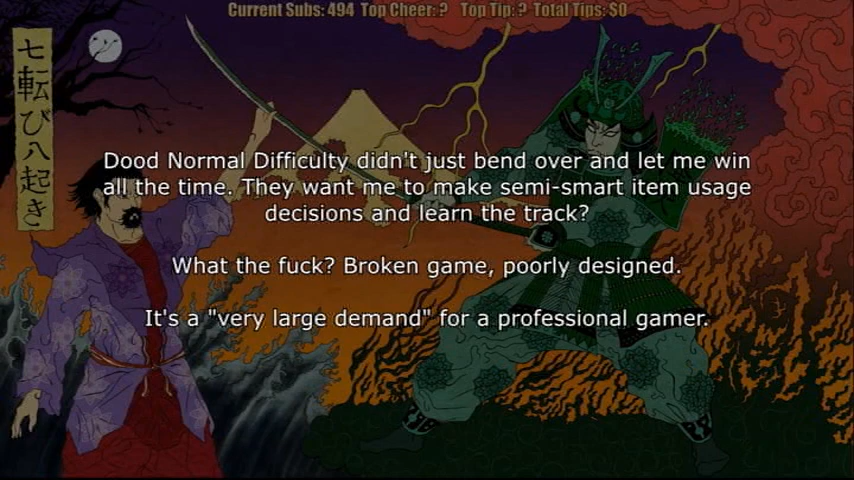 Current Subs: 494 Top Cheer: ? Top Tip: ? Total Tips: $0
七転び八起き
Dood Normal Difficulty didn't just bend over and let me win
all the time. They want me to make semi-smart item usage
decisions and learn the track?
What the fuck? Broken game, poorly designed.
It's a "very large demand" for a professional gamer.